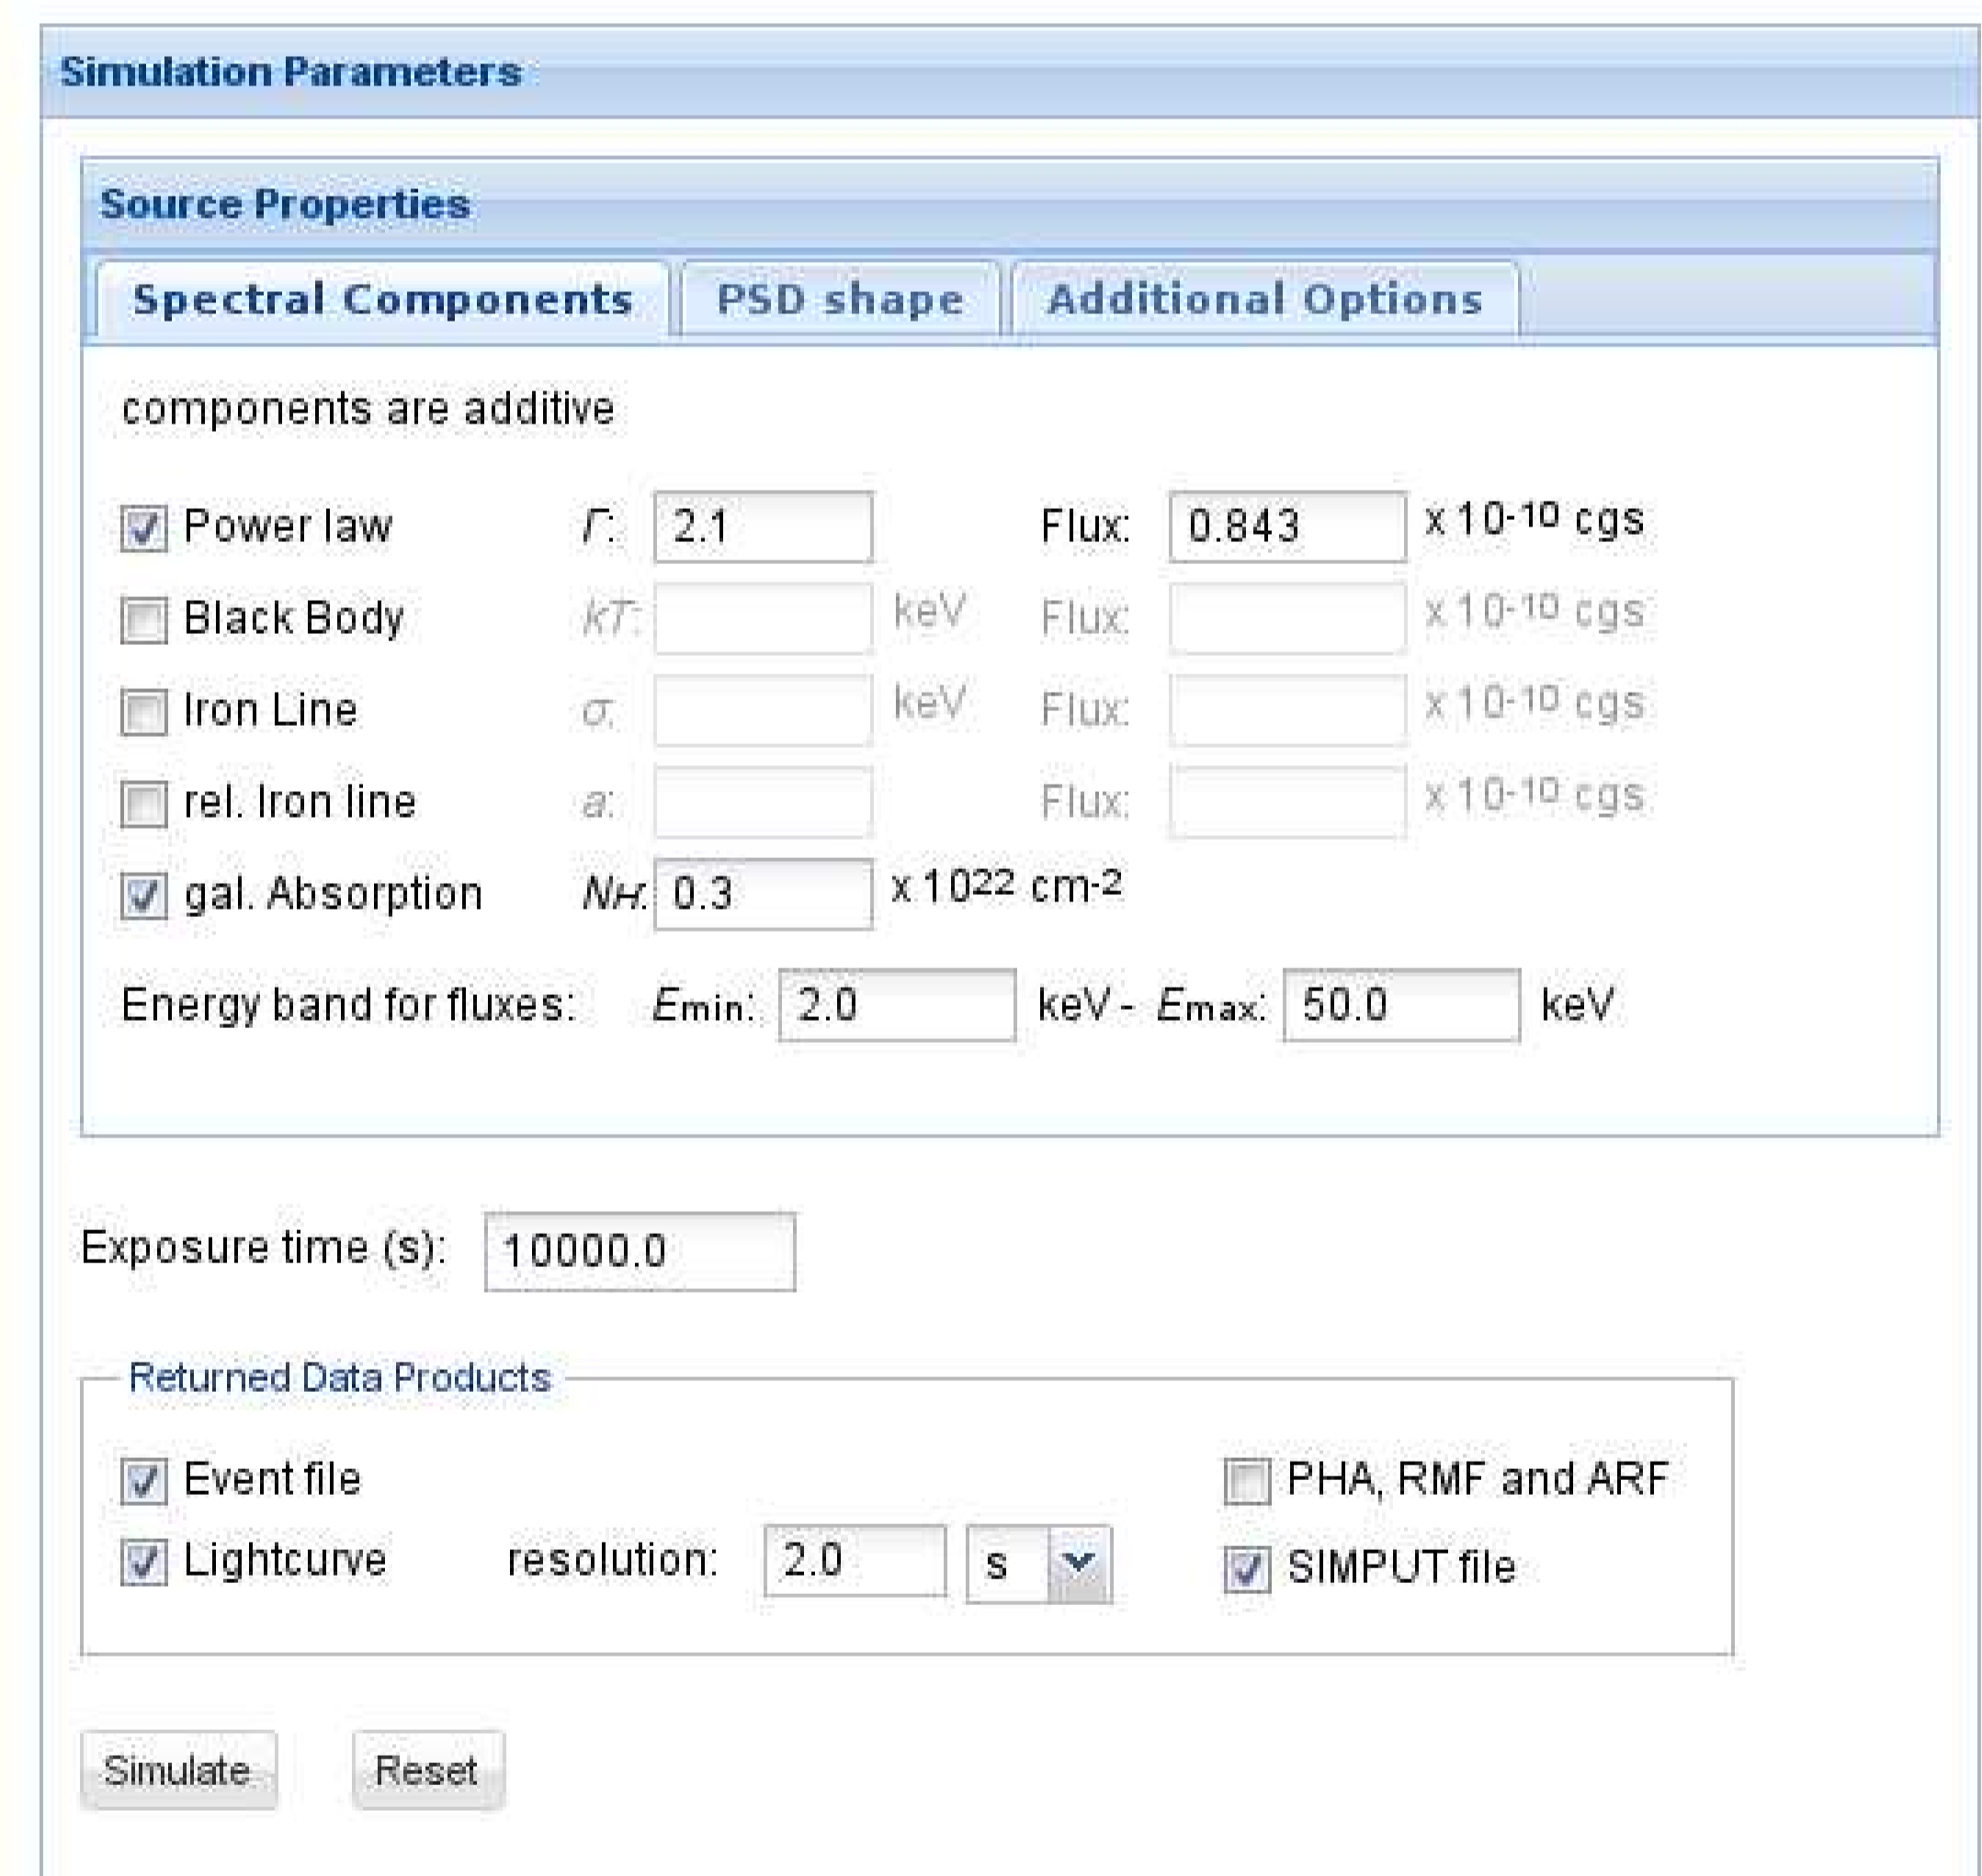 Simulation Parameters
Source Properties
Spectral Components PSD shape Additional Options
components are additive
Power law Γ: 2.1 Flux: 0.843 x 10-10 cgs
Black Body kT: keV Flux: x 10-10 cgs
Iron Line σ: keV Flux: x 10-10 cgs
rel. Iron line a: Flux: x 10-10 cgs
gal. Absorption NH: 0.3 x 1022 cm-2
Energy band for fluxes: Emin: 2.0 keV - Emax: 50.0 keV
Exposure time (s): 10000.0
Returned Data Products
Event file PHA, RMF and ARF
Lightcurve resolution: 2.0 s SIMPUT file
Simulate Reset